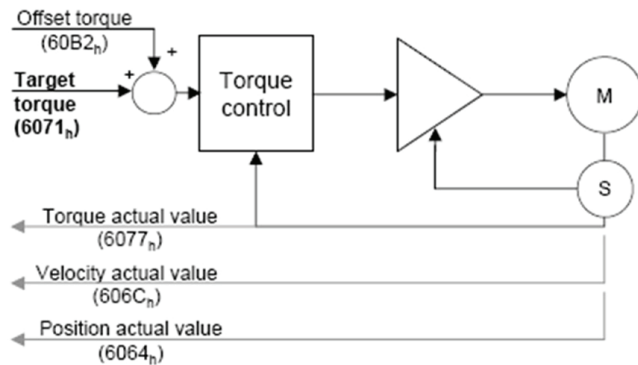 Offset torque
(60B2h)
+
+
Target
torque
(6071h)
Torque
control
M
S
Torque actual value
(6077h)
Velocity actual value
(606Ch)
Position actual value
(6064h)